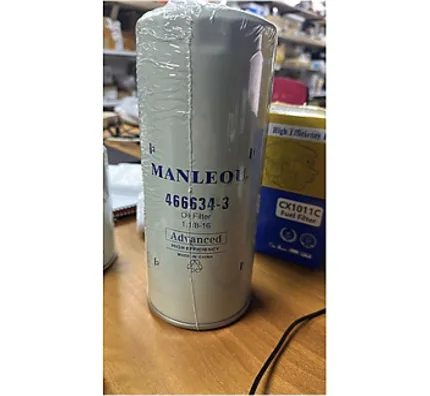 MANLEOU
466634-3
Oil Filter
1 1/8-16
Advanced
HIGH EFFICIENCY
MADE IN CHINA
High Efficiency
CX1011C
Fuel Filter